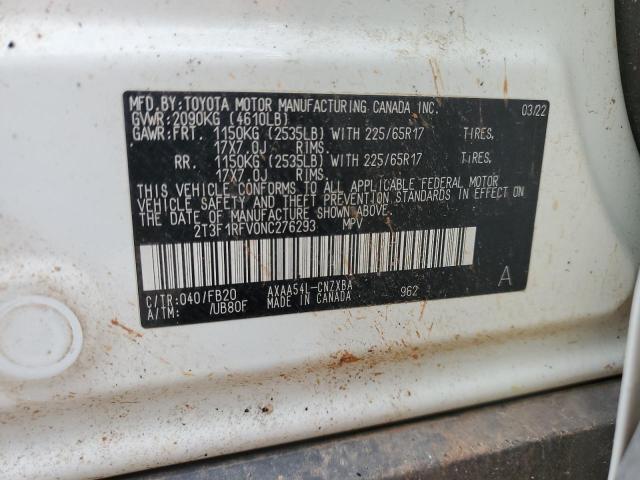 MFD.BY:TOYOTA MOTOR MANUFACTURING CANADA INC. 03/22
GVWR:2090KG (4610LB)
GAWR:FRT. 1150KG (2535LB) WITH 225/65R17 TIRES,
17X7.0J RIMS.
RR. 1150KG (2535LB) WITH 225/65R17 TIRES,
17X7.0J RIMS.
THIS VEHICLE CONFORMS TO ALL APPLICABLE FEDERAL MOTOR
VEHICLE SAFETY AND THEFT PREVENTION STANDARDS IN EFFECT ON
THE DATE OF MANUFACTURE SHOWN ABOVE.
2T3F1RFV0NC276293 MPV
A
C/TR:040/FB20 AXAA54L-CNZXBA 962
A/TM: /UB80F MADE IN CANADA